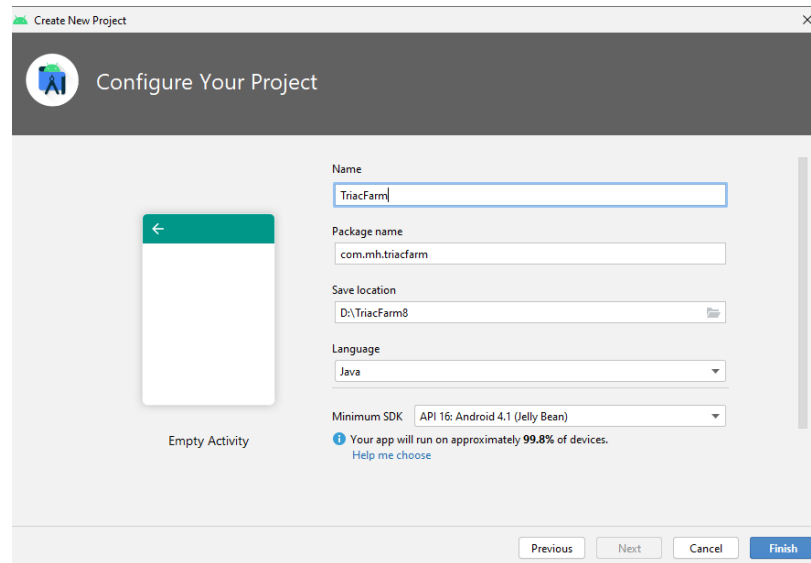 Create New Project
Configure Your Project
Name
TriacFarm
Package name
com.mh.triacfarm
Save location
D:\TriacFarm8
Language
Java
Minimum SDK API 16: Android 4.1 (Jelly Bean)
Your app will run on approximately 99.8% of devices.
Help me choose
Empty Activity
Previous Next Cancel Finish